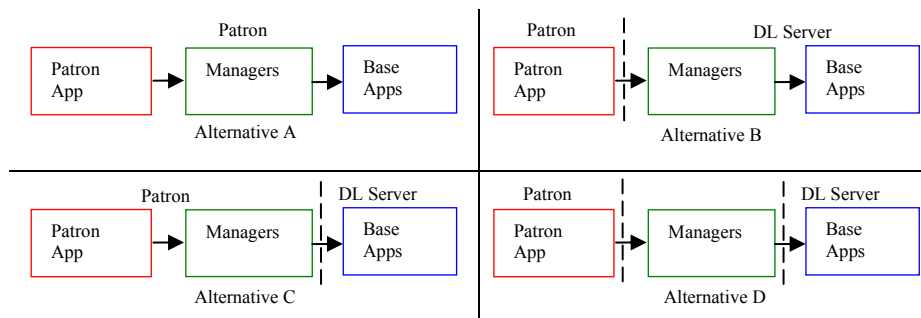 Patron
Patron App
Managers
Base Apps
Alternative A
Patron
DL Server
Patron App
Managers
Base Apps
Alternative B
Patron
DL Server
Patron App
Managers
Base Apps
Alternative C
Patron
DL Server
Patron App
Managers
Base Apps
Alternative D